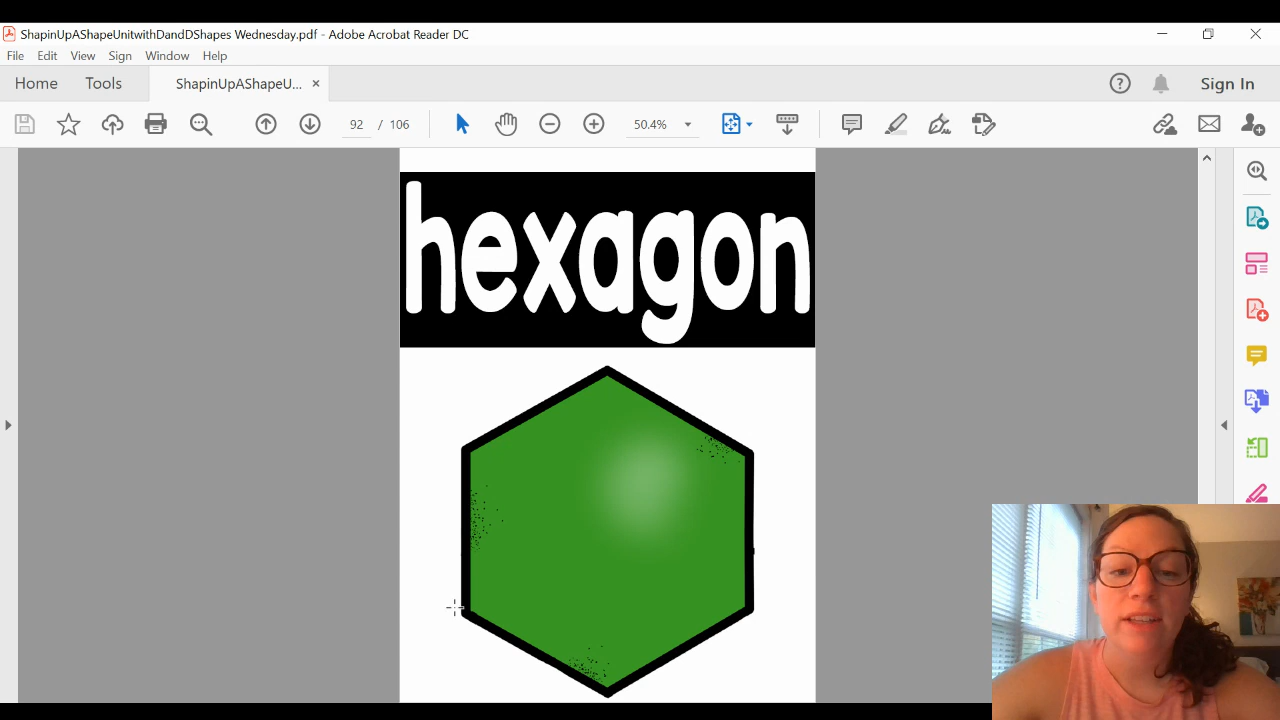 ShapinUpAShapeUnitwithDandDShapes Wednesday.pdf - Adobe Acrobat Reader DC
File Edit View Sign Window Help
Home Tools ShapinUpAShapeU... × Sign In
92 / 106 50.4%
hexagon